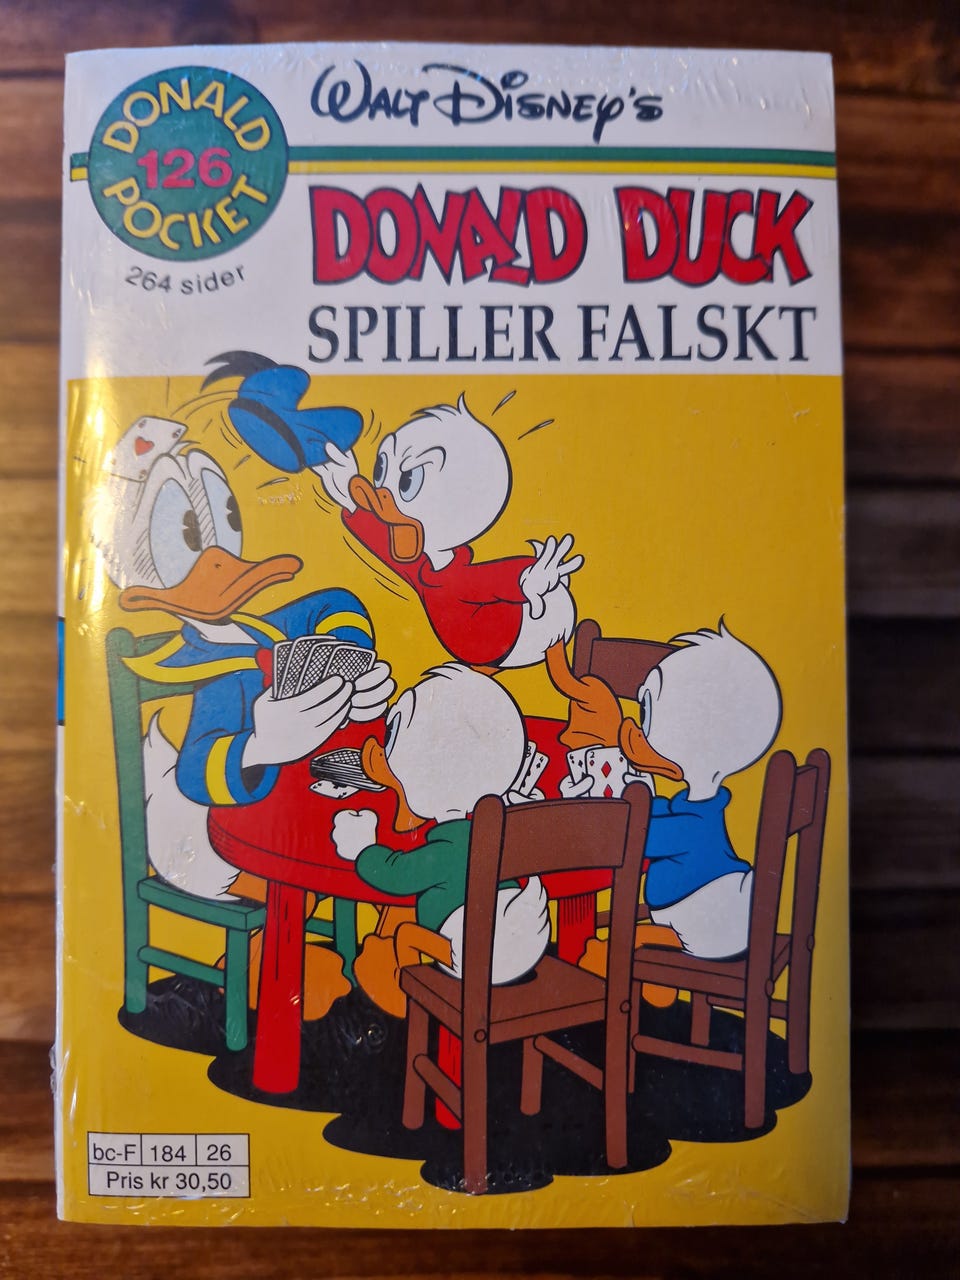 DONALD
126
POCKET
264 sider
WALT DISNEY'S
DONALD DUCK
SPILLER FALSKT
bc-F 184 26
Pris kr 30,50